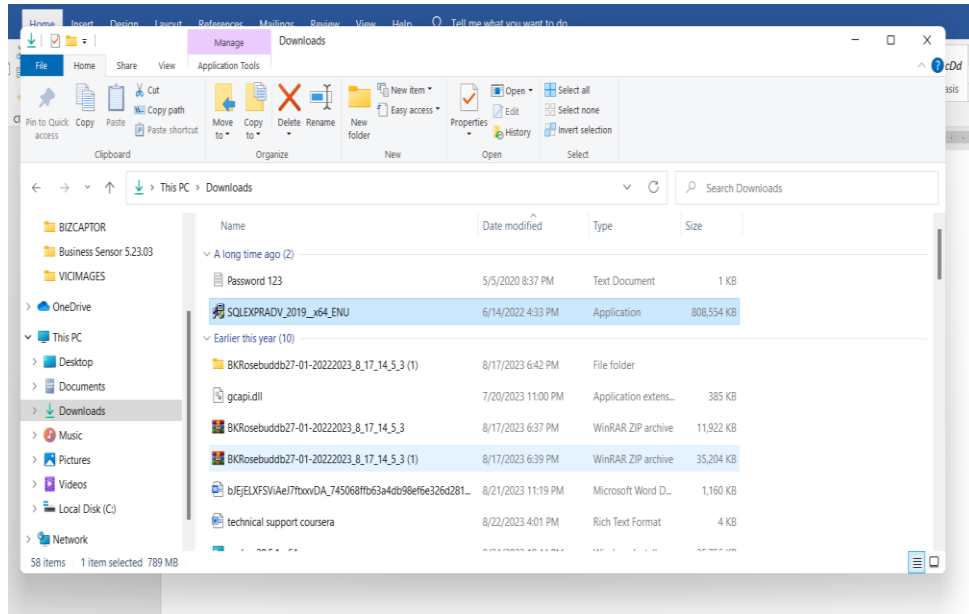 Home Insert Design Layout References Mailings Review View Help Tell me what you want to do
Manage Downloads
File Home Share View Application Tools
cDd
asis
Pin to Quick access
Copy
Paste
Cut
Copy path
Paste shortcut
Clipboard
Move to
Copy to
Delete
Rename
Organize
New folder
New item
Easy access
New
Properties
Open
Edit
History
Open
Select all
Select none
Invert selection
Select
This PC > Downloads
Search Downloads
BIZCAPTOR
Business Sensor 5.23.03
VICIMAGES
OneDrive
This PC
Desktop
Documents
Downloads
Music
Pictures
Videos
Local Disk (C:)
Network
Name Date modified Type Size
A long time ago (2)
Password 123 5/5/2020 8:37 PM Text Document 1 KB
SQLEXPRADV_2019__x64_ENU 6/14/2022 4:33 PM Application 808,554 KB
Earlier this year (10)
BKRosebuddb27-01-20222023_8_17_14_5_3 (1) 8/17/2023 6:42 PM File folder
gcapi.dll 7/20/2023 11:00 PM Application extens... 385 KB
BKRosebuddb27-01-20222023_8_17_14_5_3 8/17/2023 6:37 PM WinRAR ZIP archive 11,922 KB
BKRosebuddb27-01-20222023_8_17_14_5_3 (1) 8/17/2023 6:39 PM WinRAR ZIP archive 35,204 KB
8/21/2023 11:19 PM Microsoft Word D... 1,160 KB
technical support coursera 8/22/2023 4:01 PM Rich Text Format 4 KB
58 items 1 item selected 789 MB